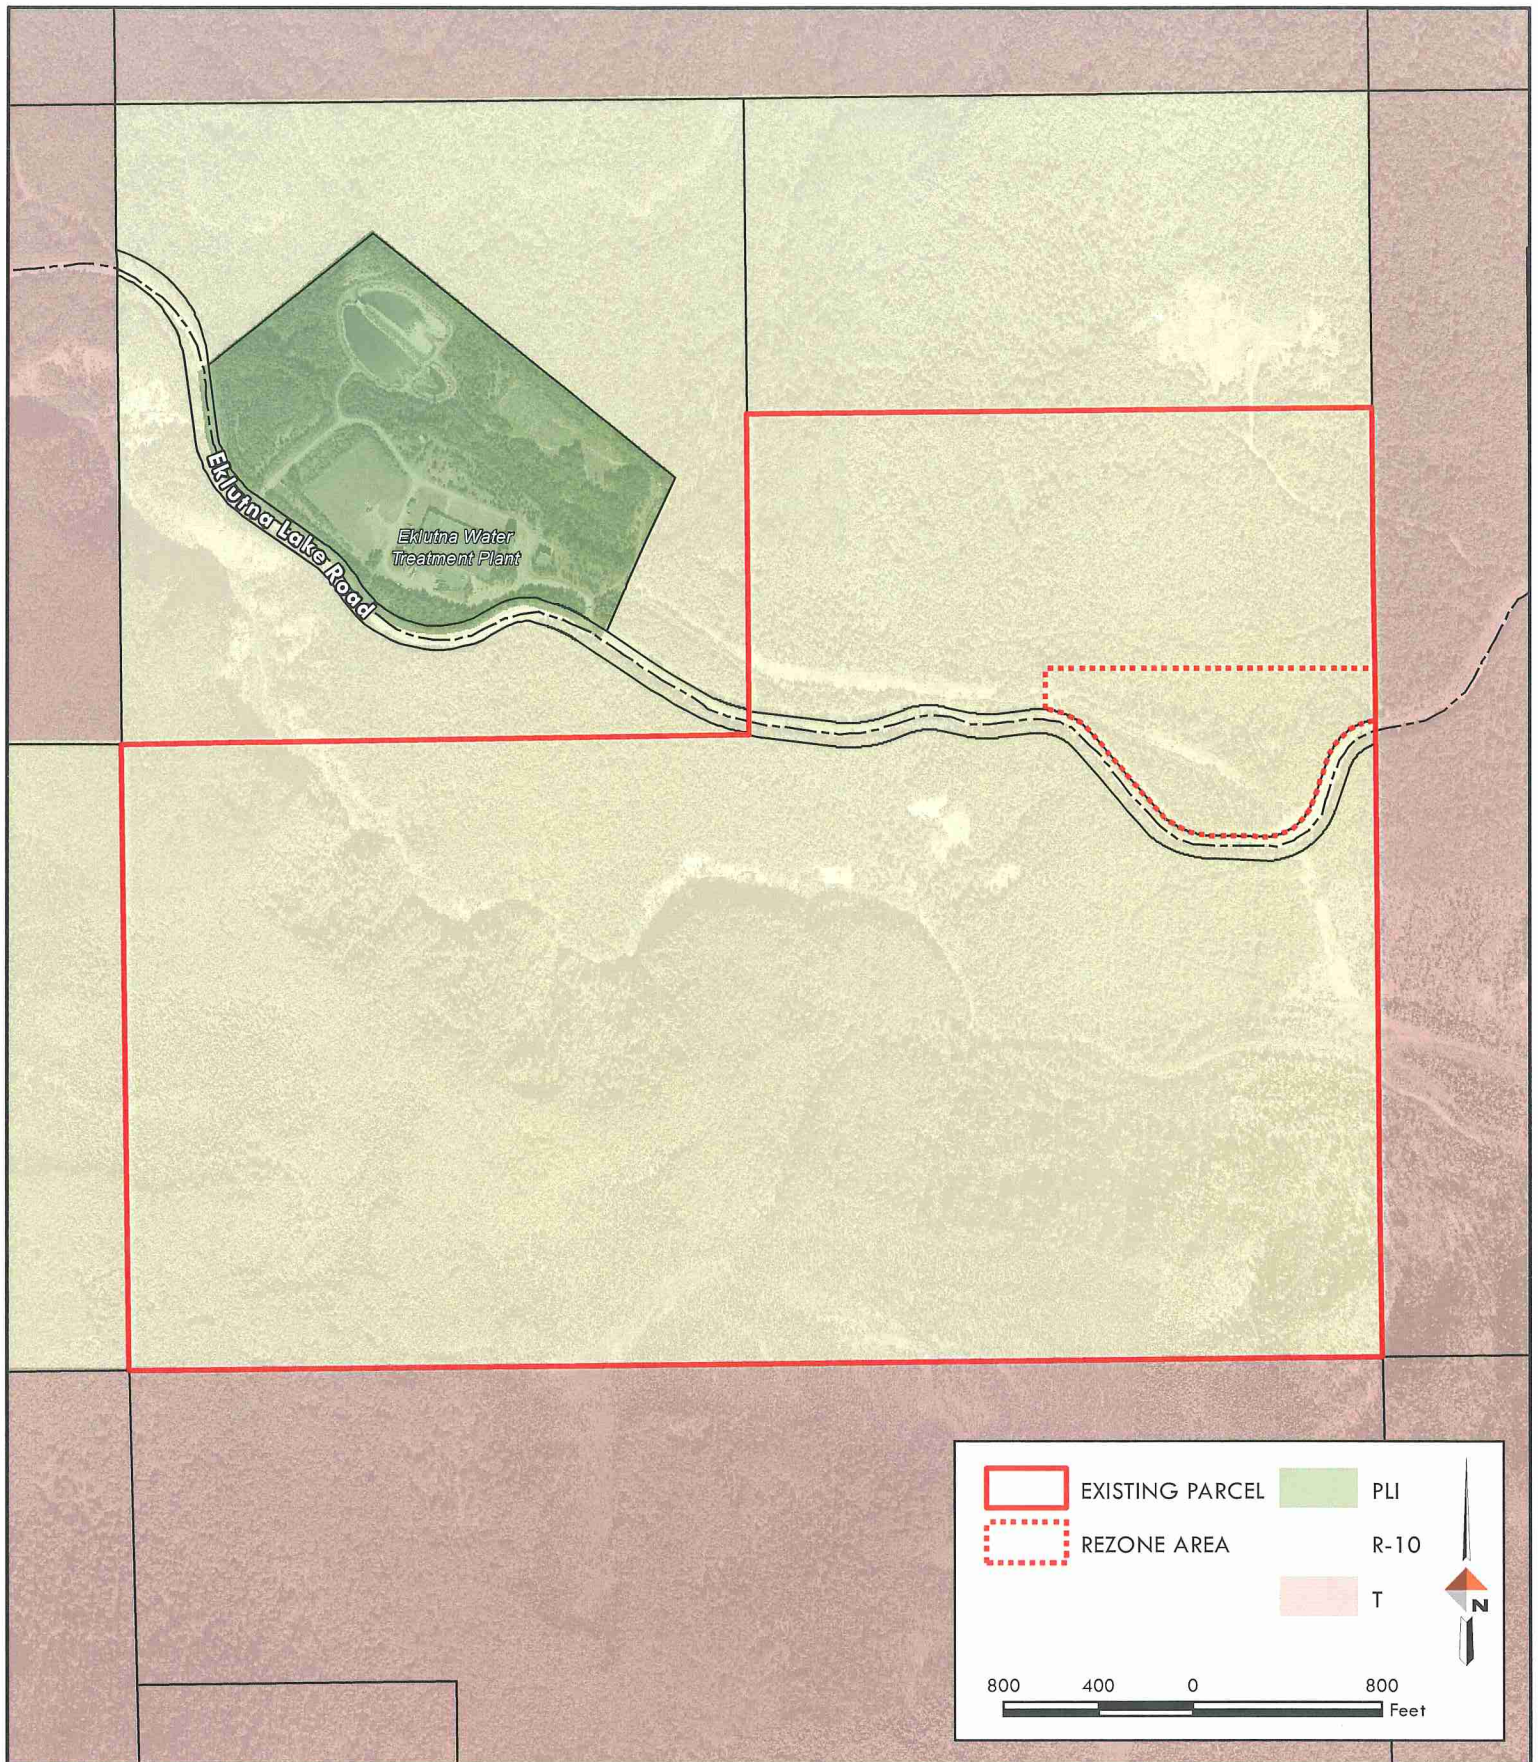 Eklutna Lake Road
Eklutna Water
Treatment Plant
EXISTING PARCEL
PLI
REZONE AREA
R-10
T
N
800 400 0 800
Feet